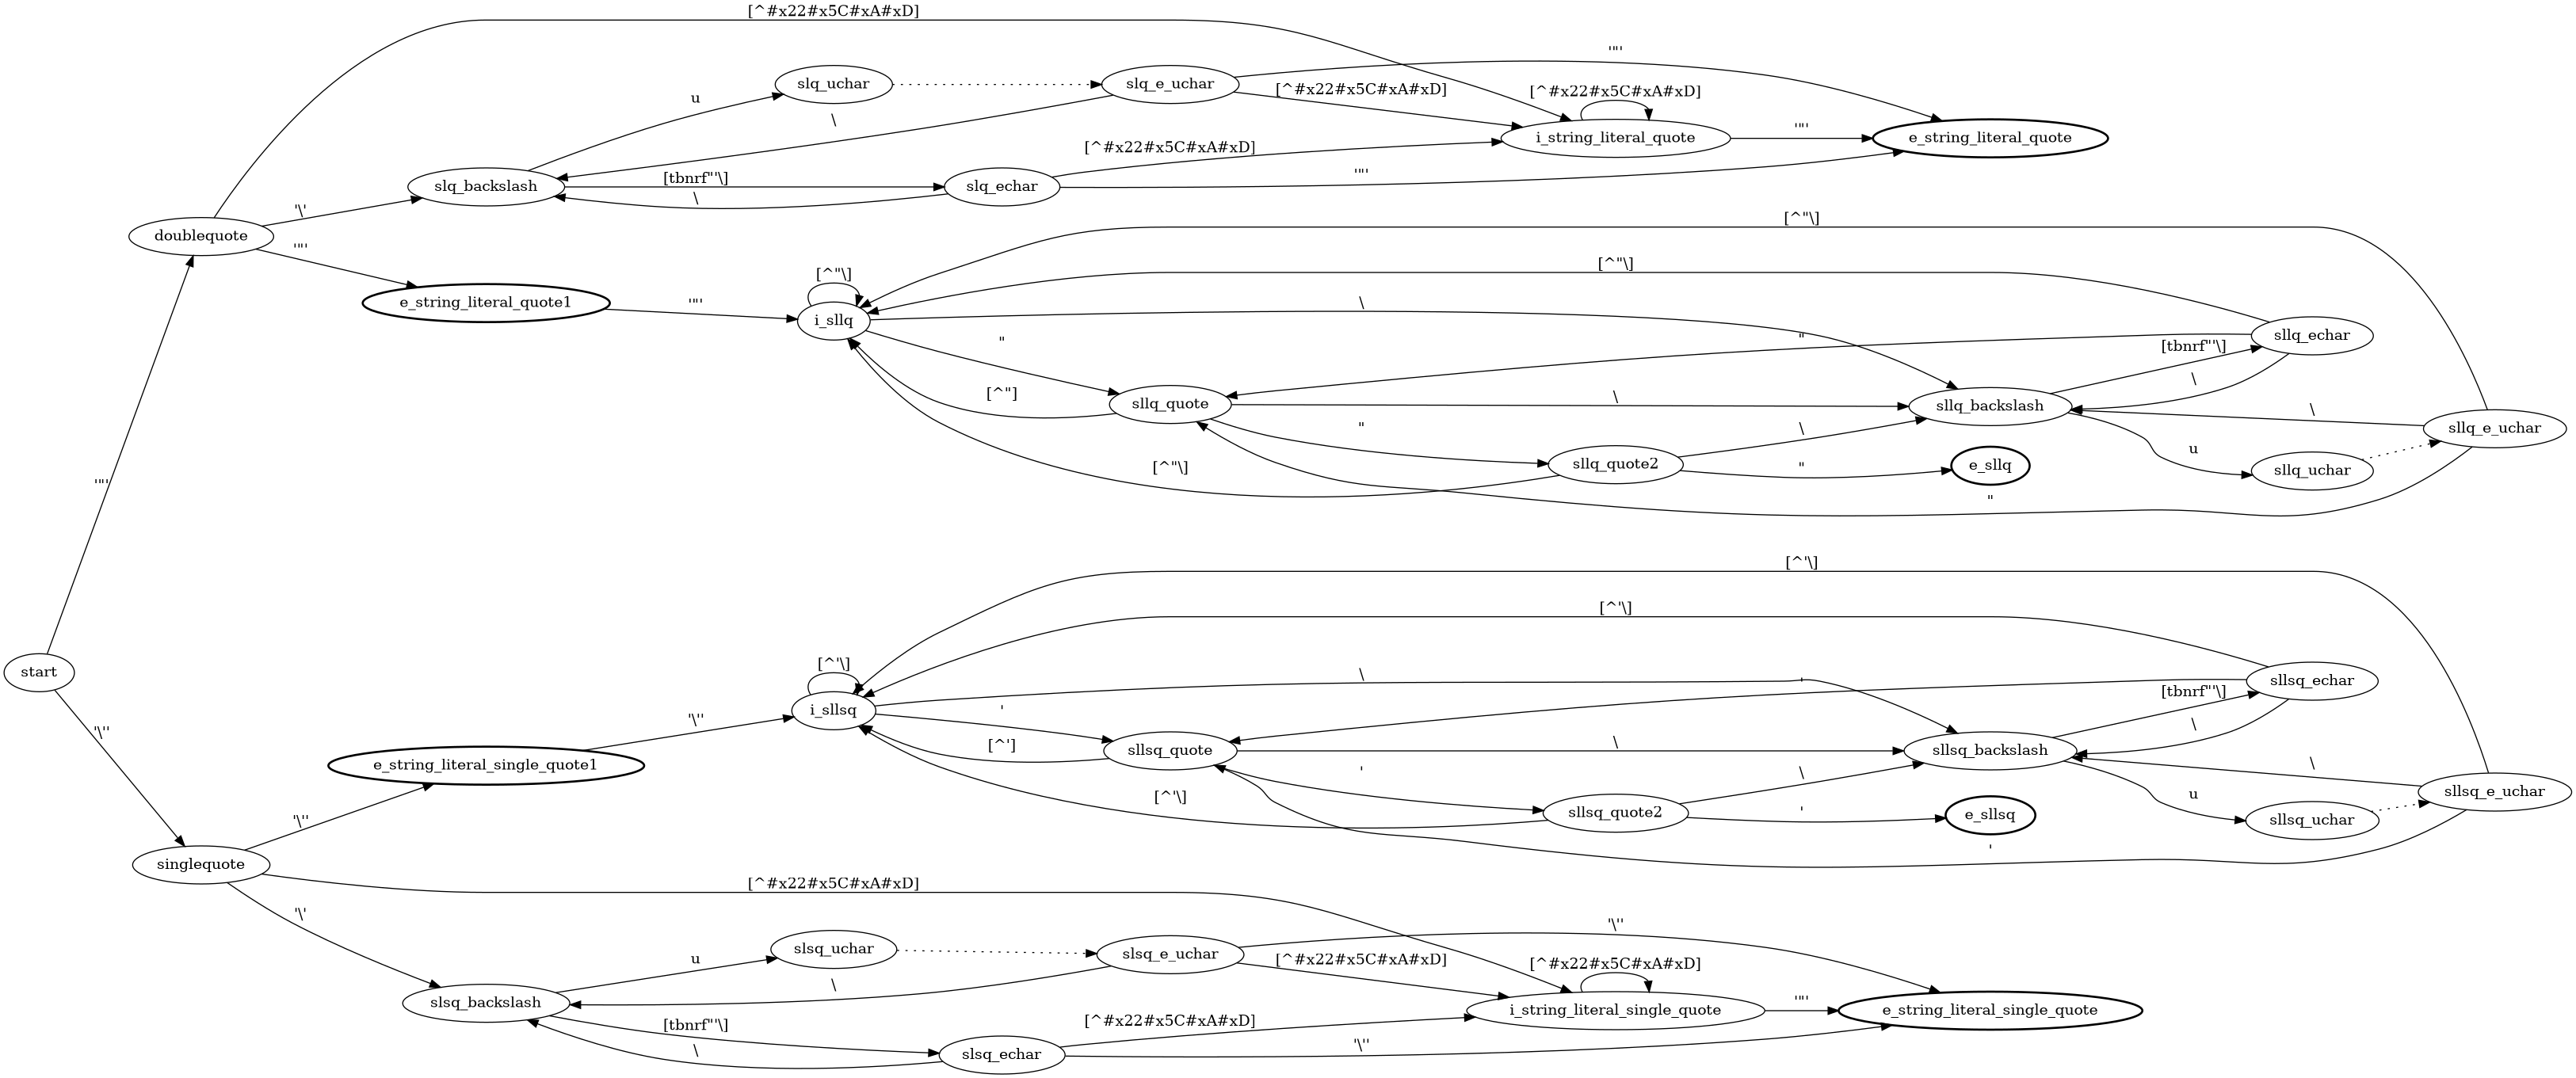 [^#x22#x5C#xA#xD]
'"'
slq_uchar
slq_e_uchar
u
\
[^#x22#x5C#xA#xD]
[^#x22#x5C#xA#xD]
i_string_literal_quote
'"'
e_string_literal_quote
[^#x22#x5C#xA#xD]
slq_backslash
[tbnrf"'\]
\
slq_echar
'"'
'\'
doublequote
'"'
[^"\]
e_string_literal_quote1
'"'
[^"\]
[^"\]
i_sllq
\
"
"
sllq_echar
[tbnrf"'\]
\
[^"]
sllq_quote
\
sllq_backslash
\
sllq_e_uchar
"
\
u
[^"\]
sllq_quote2
"
e_sllq
sllq_uchar
'"'
"
[^'\]
[^'\]
start
[^'\]
i_sllsq
\
'
'
sllsq_echar
[tbnrf"'\]
\
'\''
'\''
[^']
sllsq_quote
\
sllsq_backslash
\
sllsq_e_uchar
e_string_literal_single_quote1
'
\
u
[^'\]
sllsq_quote2
'
e_sllsq
sllsq_uchar
'\''
'
singlequote
[^#x22#x5C#xA#xD]
'\'
'\''
slsq_uchar
slsq_e_uchar
u
\
[^#x22#x5C#xA#xD]
[^#x22#x5C#xA#xD]
slsq_backslash
i_string_literal_single_quote
'"'
e_string_literal_single_quote
[tbnrf"'\]
[^#x22#x5C#xA#xD]
\
slsq_echar
'\''